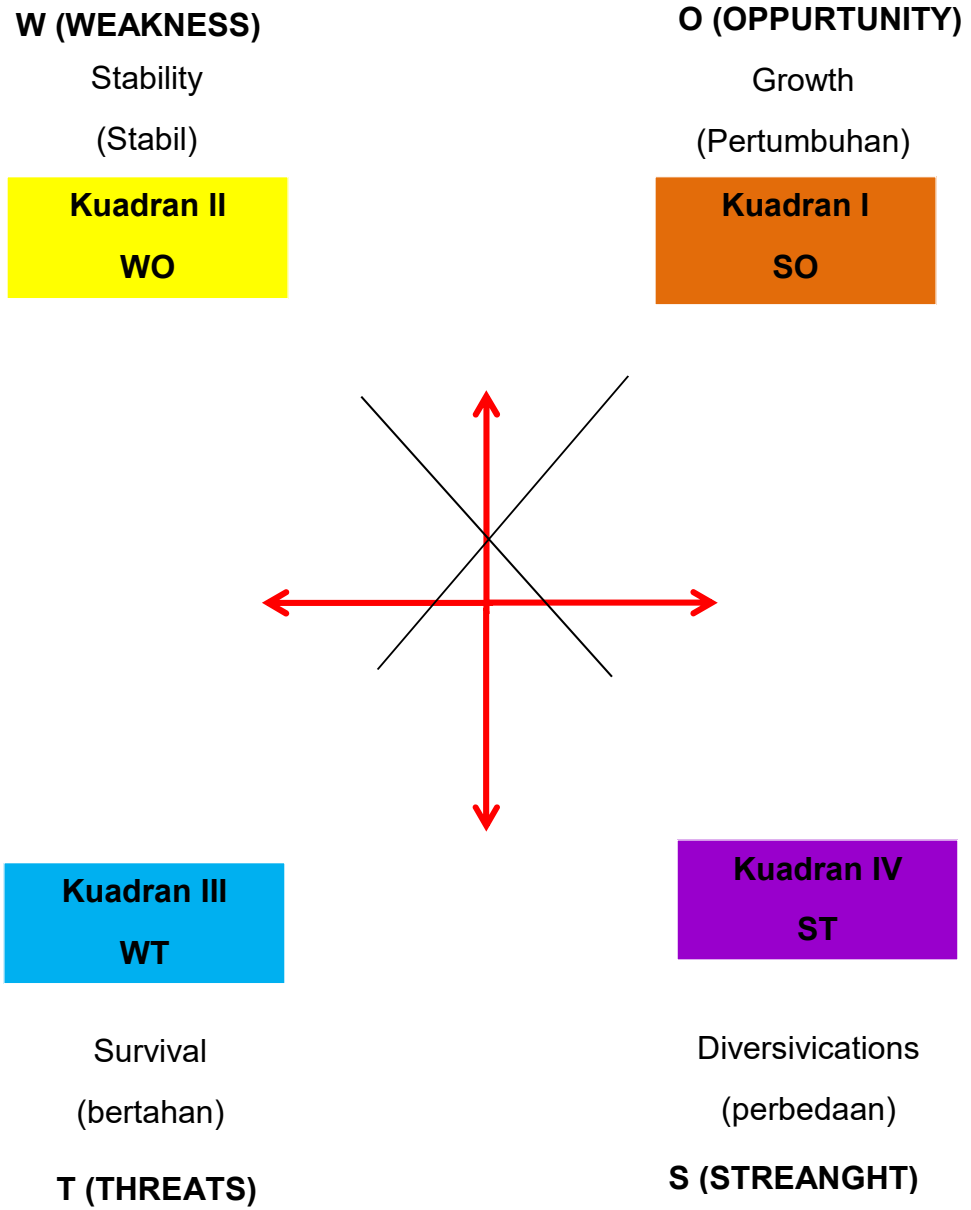 W (WEAKNESS)
Stability
(Stabil)
Kuadran II
WO
O (OPPURTUNITY)
Growth
(Pertumbuhan)
Kuadran I
SO
Kuadran III
WT
Survival
(bertahan)
T (THREATS)
Kuadran IV
ST
Diversivications
(perbedaan)
S (STREANGHT)